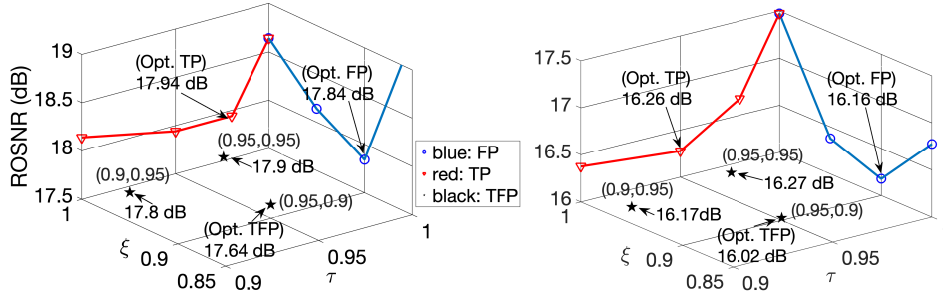 ROSNR (dB)
19
18.5
18
17.5
1
ξ
0.9
0.85
0.9
τ
0.95
1
(Opt. TP)
17.94 dB
(Opt. FP)
17.84 dB
(0.95,0.95)
17.9 dB
(0.9,0.95)
17.8 dB
(0.95,0.9)
(Opt. TFP)
17.64 dB
blue: FP
red: TP
black: TFP
17.5
17
16.5
16
1
ξ
0.9
0.85
0.9
τ
0.95
1
(Opt. TP)
16.26 dB
(Opt. FP)
16.16 dB
(0.95,0.95)
16.27 dB
(0.9,0.95)
16.17dB
(0.95,0.9)
(Opt. TFP)
16.02 dB